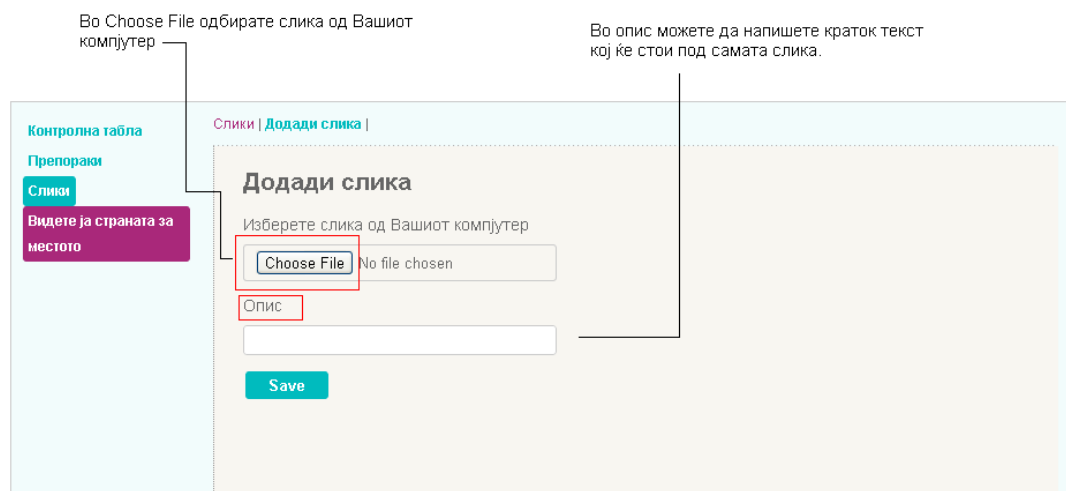 Во Choose File одбирате слика од Вашиот
компјутер
Во опис можете да напишете краток текст
кој ќе стои под самата слика.
Контролна табла
Препораки
Слики
Видете ја страната за
местото
Слики | Додади слика |
Додади слика
Изберете слика од Вашиот компјутер
Choose File No file chosen
Опис
Save